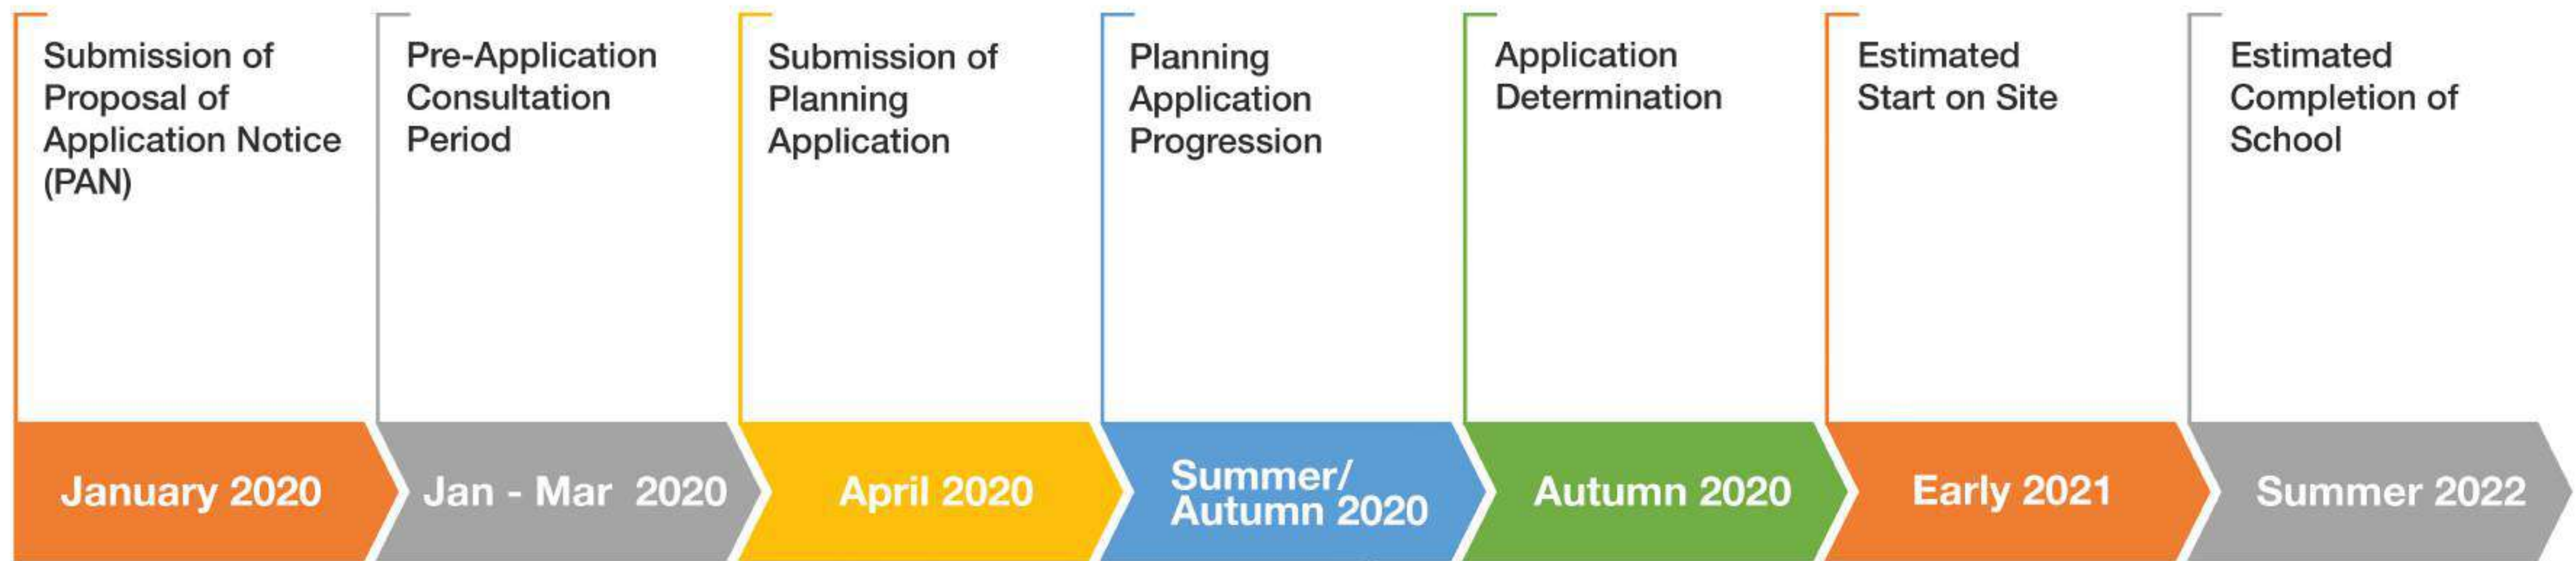 Submission of
Proposal of
Application Notice
(PAN)
Pre-Application
Consultation
Period
Submission of
Planning
Application
Planning
Application
Progression
Application
Determination
Estimated
Start on Site
Estimated
Completion of
School
January 2020
Jan - Mar 2020
April 2020
Summer/
Autumn 2020
Autumn 2020
Early 2021
Summer 2022